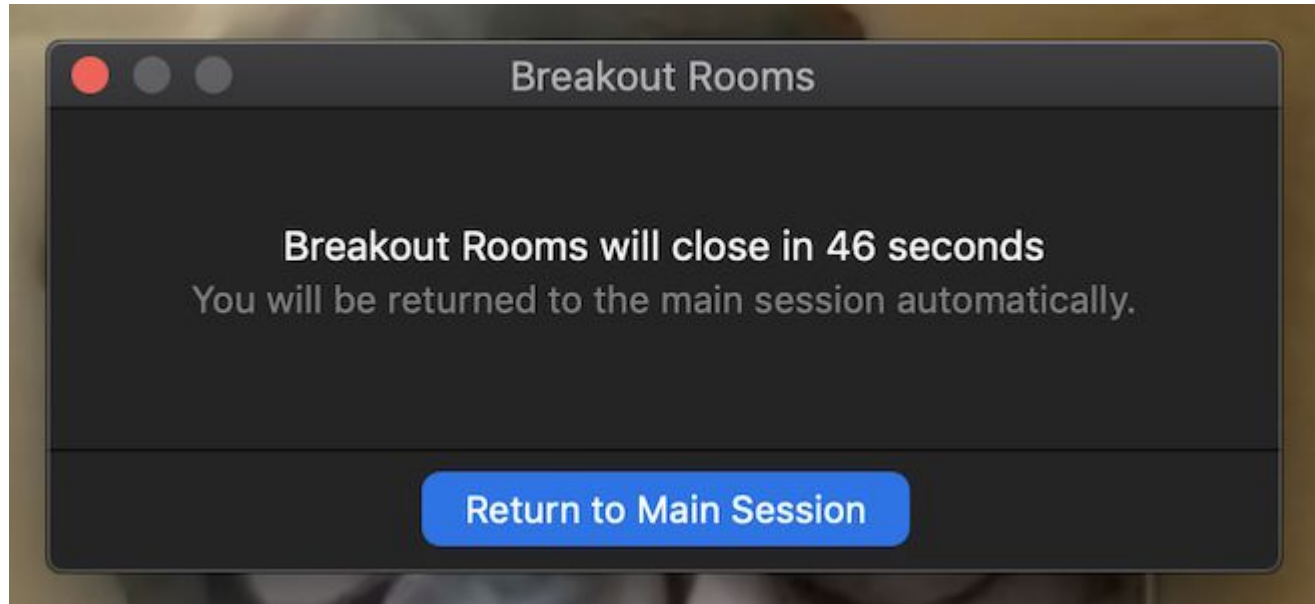 Breakout Rooms
Breakout Rooms will close in 46 seconds
You will be returned to the main session automatically.
Return to Main Session